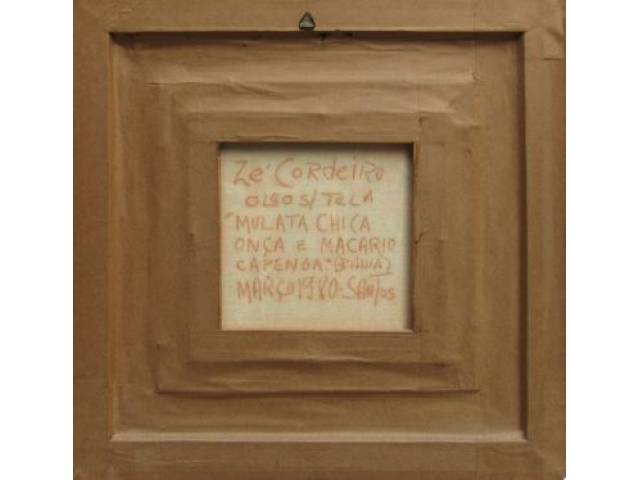 Zé Cordeiro
OLEO S/ TELA
"MULATA CHICA
ONÇA E MACARIO
CAPENGA" (BAHIA)
MARÇO 1980-SANTOS